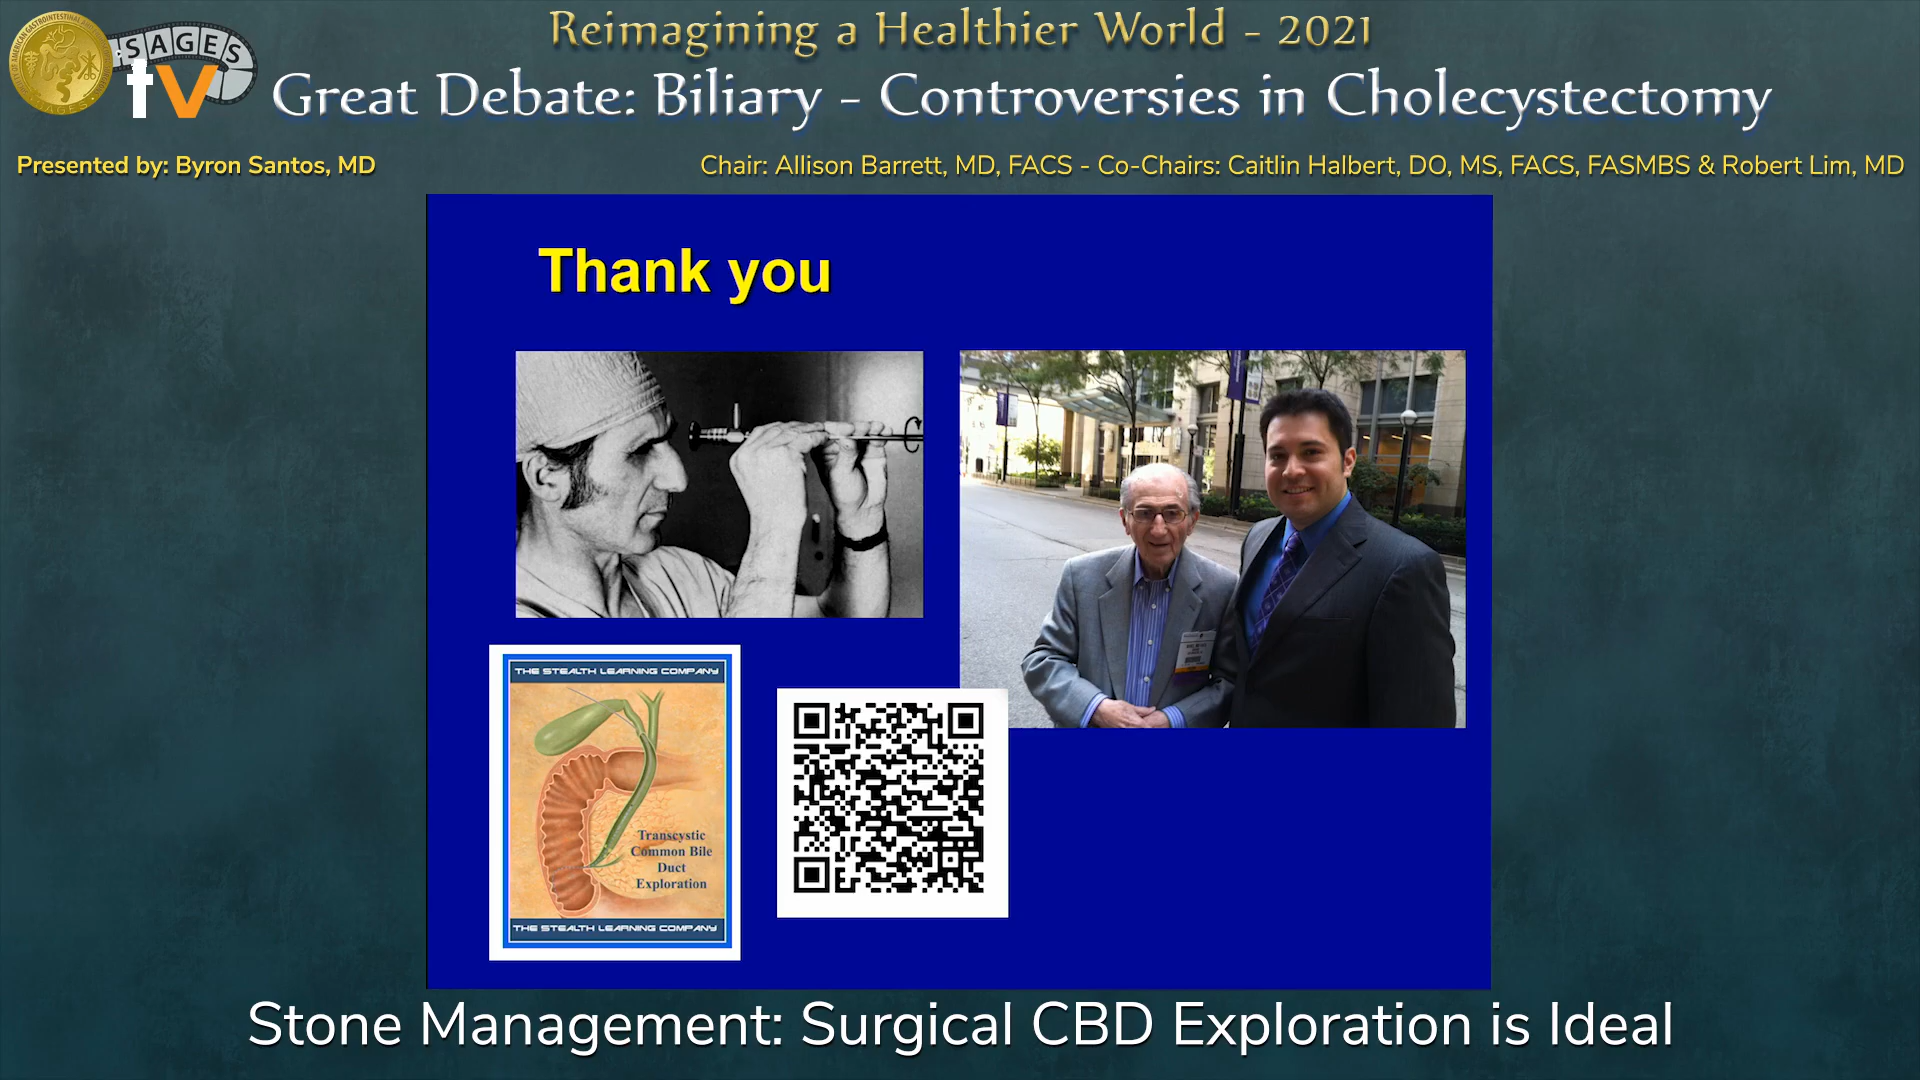 Reimagining a Healthier World - 2021
SAGES
tv
Great Debate: Biliary - Controversies in Cholecystectomy
Presented by: Byron Santos, MD
Chair: Allison Barrett, MD, FACS - Co-Chairs: Caitlin Halbert, DO, MS, FACS, FASMBS & Robert Lim, MD
Thank you
THE STEALTH LEARNING COMPANY
Transcystic
Common Bile
Duct
Exploration
THE STEALTH LEARNING COMPANY
Stone Management: Surgical CBD Exploration is Ideal